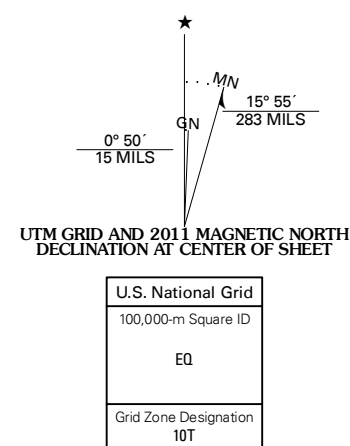 ★
MN
GN
15° 55´
283 MILS
0° 50´
15 MILS
UTM GRID AND 2011 MAGNETIC NORTH
DECLINATION AT CENTER OF SHEET
U.S. National Grid
100,000-m Square ID
EQ
Grid Zone Designation
10T